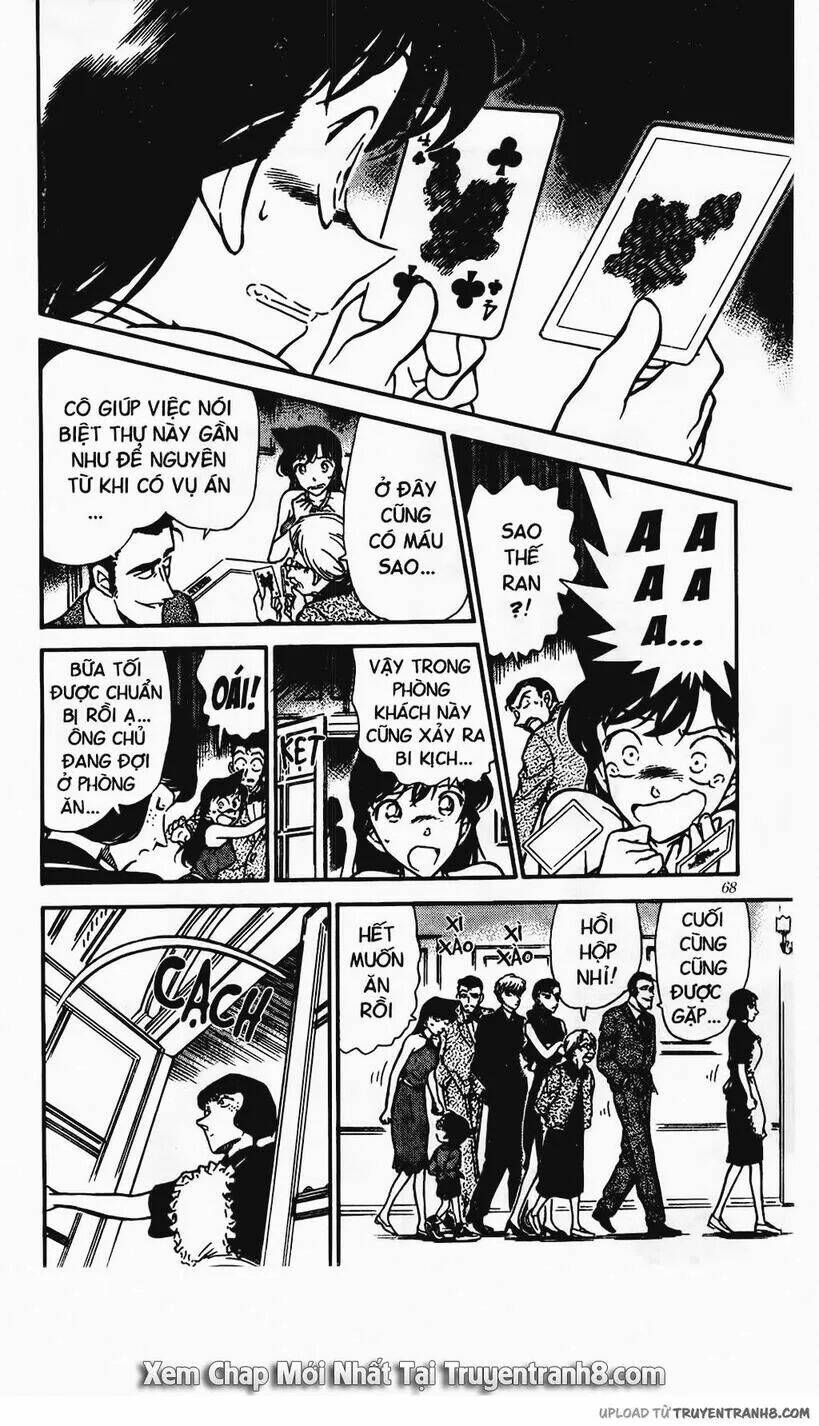 4
4
A A
A A
A...
SAO
THẾ
RAN
?!
Ở ĐÂY
CŨNG
CÓ MÁU
SAO...
CÔ GIÚP VIỆC NÓI
BIỆT THỰ NÀY GẦN
NHƯ ĐỂ NGUYÊN
TỪ KHI CÓ VỤ ÁN
...
VẬY TRONG
PHÒNG
KHÁCH NÀY
CŨNG XẢY RA
BI KỊCH...
KẸT
OÁI!
BỮA TỐI
ĐƯỢC CHUẨN
BỊ RỒI Ạ...
ÔNG CHỦ
ĐANG ĐỢI
Ở PHÒNG
ĂN...
68
CUỐI
CÙNG
CŨNG
ĐƯỢC
GẶP...
HỒI
HỘP
NHỈ!
XÌ
XÀO
XÌ
XÀO
HẾT
MUỐN
ĂN RỒI
CẠCH
Xem Chap Mới Nhất Tại Truyentranh8.com
UPLOAD TỪ TRUYENTRANH8.COM